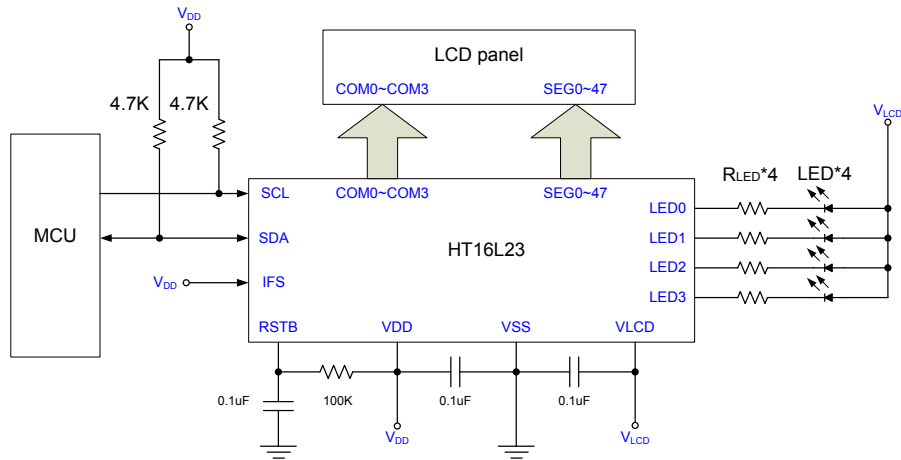 VDD
LCD panel
COM0~COM3 SEG0~47
4.7K 4.7K
VLCD
RLED*4 LED*4
MCU
SCL COM0~COM3 SEG0~47
LED0
SDA HT16L23 LED1
VDD IFS LED2
LED3
RSTB VDD VSS VLCD
0.1uF 100K 0.1uF 0.1uF
VDD VLCD